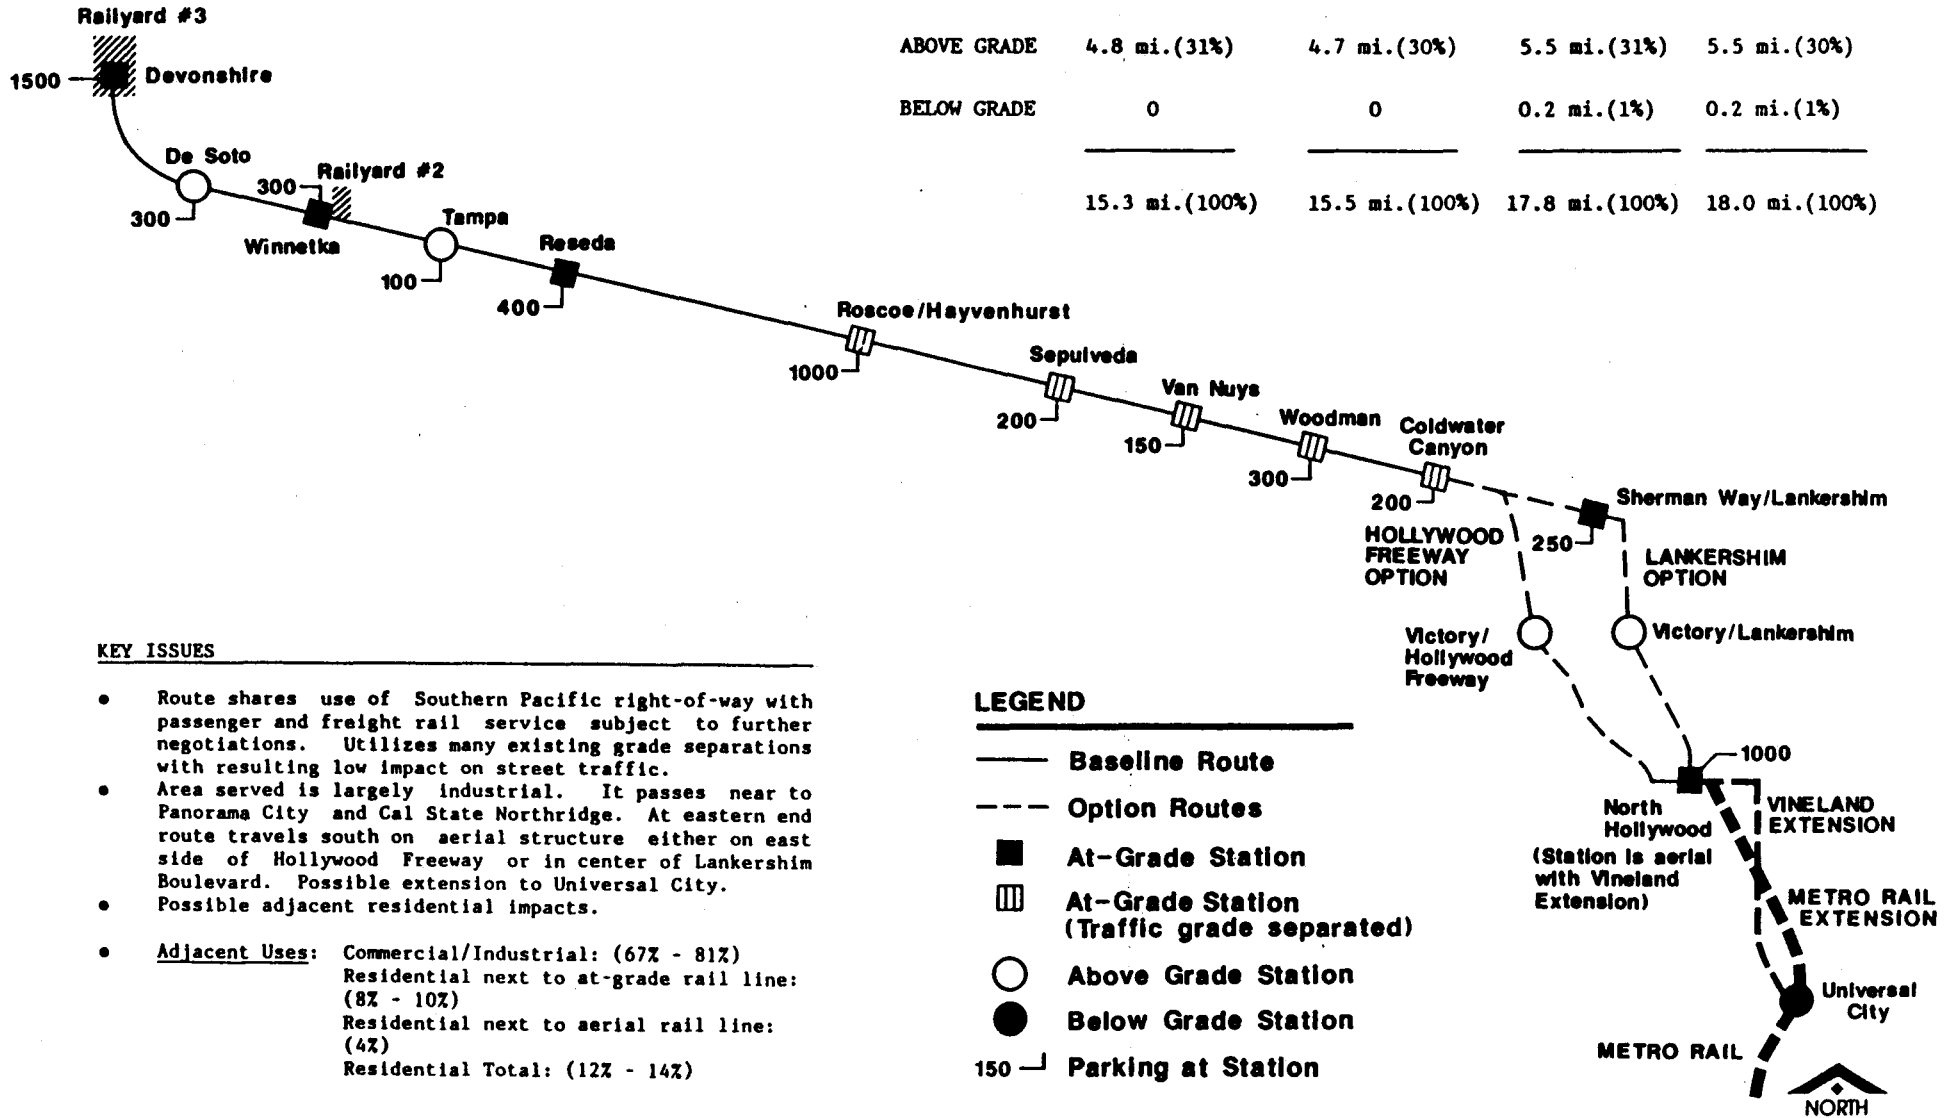 Railyard #3
1500
Devonshire
ABOVE GRADE 4.8 mi.(31%) 4.7 mi.(30%) 5.5 mi.(31%) 5.5 mi.(30%)
BELOW GRADE 0 0 0.2 mi.(1%) 0.2 mi.(1%)
15.3 mi.(100%) 15.5 mi.(100%) 17.8 mi.(100%) 18.0 mi.(100%)
De Soto
300
Railyard #2
300
Winnetka
Tampa
100
Reseda
400
Roscoe/Hayvenhurst
1000
Sepulveda
200
Van Nuys
150
Woodman
300
Coldwater
Canyon
200
Sherman Way/Lankershim
250
HOLLYWOOD
FREEWAY
OPTION
LANKERSHIM
OPTION
Victory/
Hollywood
Freeway
Victory/Lankershim
1000
North
Hollywood
(Station is aerial
with Vineland
Extension)
VINELAND
EXTENSION
METRO RAIL
EXTENSION
Universal
City
METRO RAIL
NORTH
KEY ISSUES
● Route shares use of Southern Pacific right-of-way with
passenger and freight rail service subject to further
negotiations. Utilizes many existing grade separations
with resulting low impact on street traffic.
● Area served is largely industrial. It passes near to
Panorama City and Cal State Northridge. At eastern end
route travels south on aerial structure either on east
side of Hollywood Freeway or in center of Lankershim
Boulevard. Possible extension to Universal City.
● Possible adjacent residential impacts.
● Adjacent Uses: Commercial/Industrial: (67% - 81%)
Residential next to at-grade rail line:
(8% - 10%)
Residential next to aerial rail line:
(4%)
Residential Total: (12% - 14%)
LEGEND
Baseline Route
Option Routes
At-Grade Station
At-Grade Station
(Traffic grade separated)
Above Grade Station
Below Grade Station
150 Parking at Station